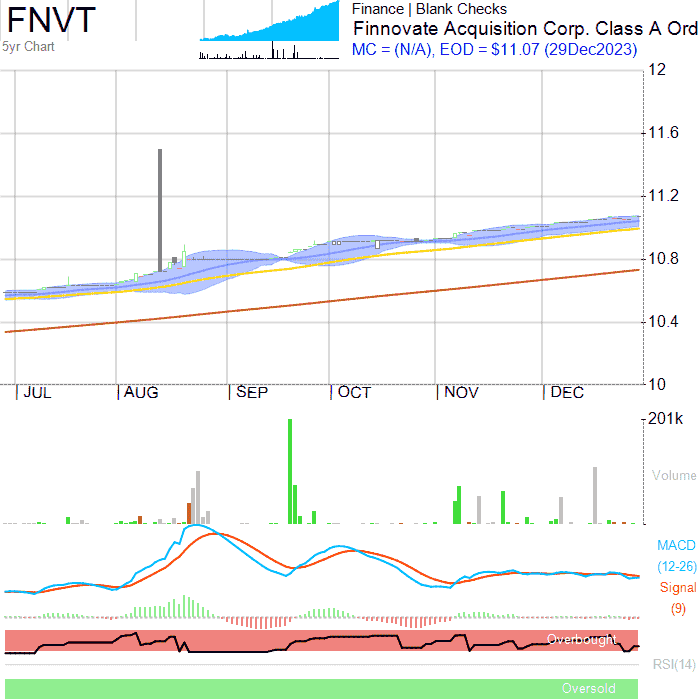 FNVT
5yr Chart
Finance | Blank Checks
Finnovate Acquisition Corp. Class A Ord
MC = (N/A), EOD = $11.07 (29Dec2023)
12
11.6
11.2
10.8
10.4
10
JUL AUG SEP OCT NOV DEC
201k
Volume
MACD
(12-26)
Signal
(9)
Overbought
RSI(14)
Oversold